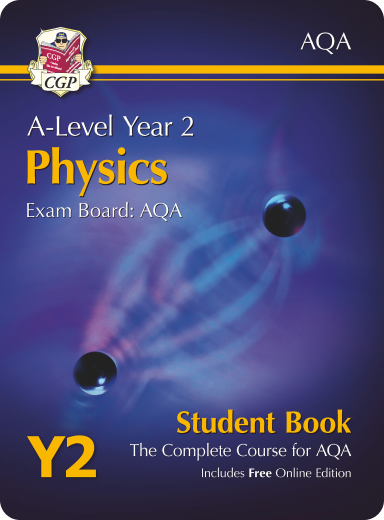 AQA
CGP
CGP
A-Level Year 2
Physics
Exam Board: AQA
Student Book
Y2
The Complete Course for AQA
Includes Free Online Edition